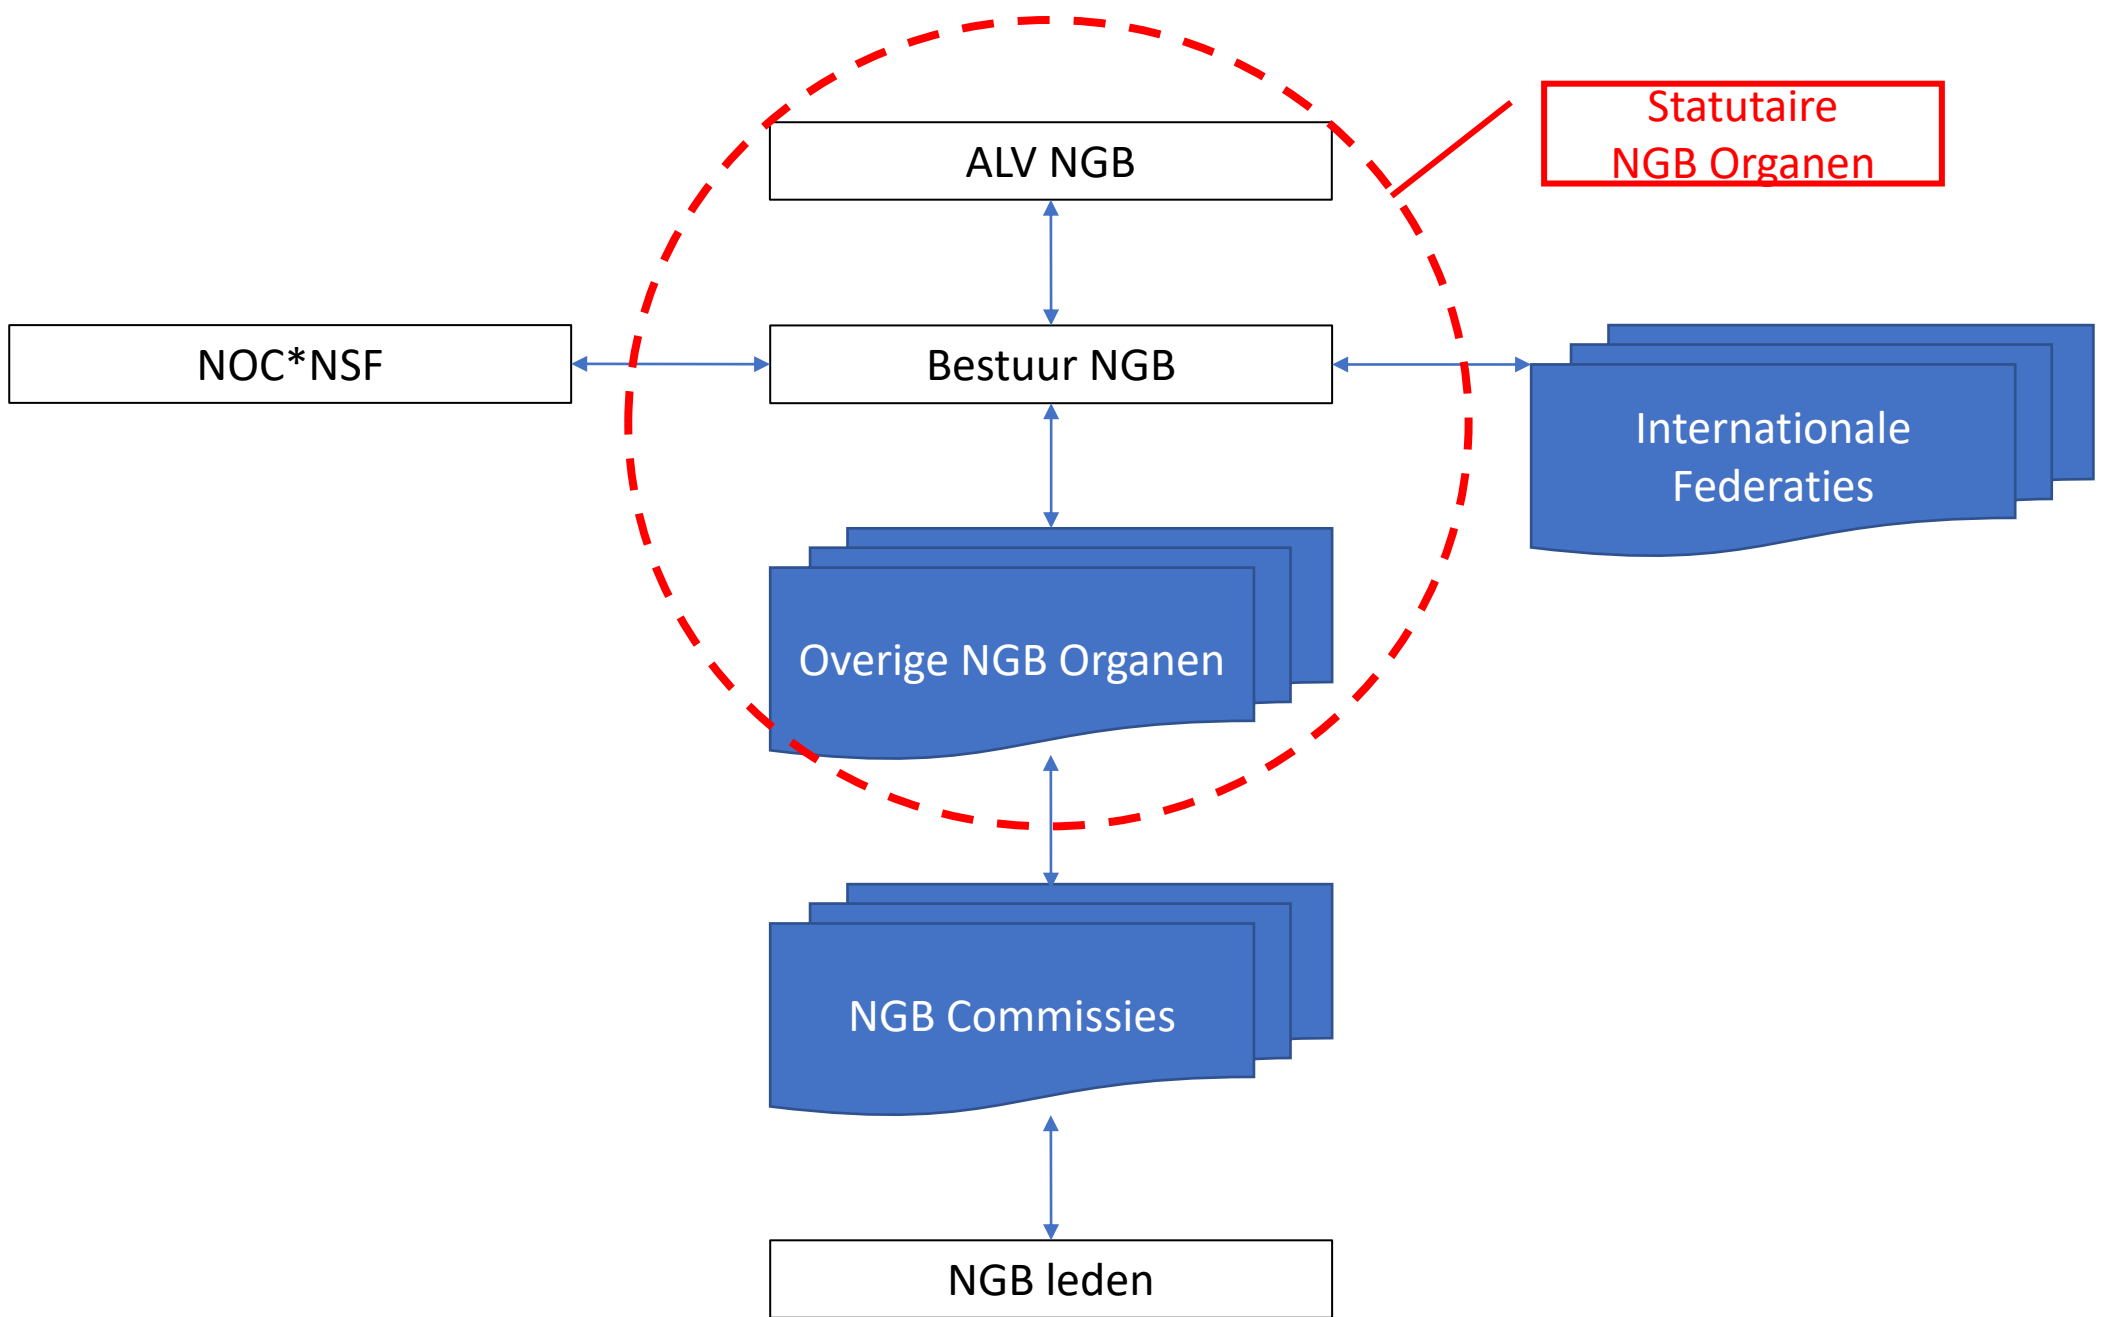 Statutaire
NGB Organen
ALV NGB
NOC*NSF
Bestuur NGB
Internationale
Federaties
Overige NGB Organen
NGB Commissies
NGB leden